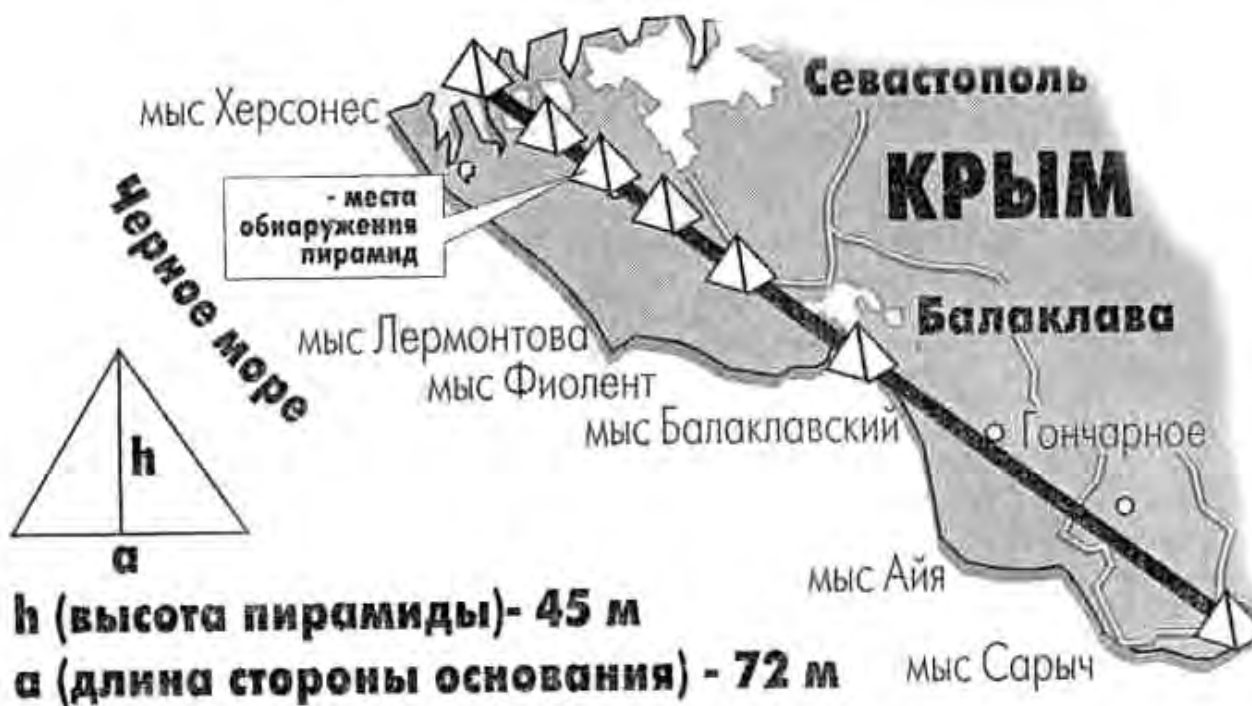 Севастополь
мыс Херсонес
КРЫМ
- места
обнаружения
пирамид
Черное море
Балаклава
мыс Лермонтова
мыс Фиолент
мыс Балаклавский
Гончарное
h
a
мыс Айя
h (высота пирамиды)- 45 м
a (длина стороны основания) - 72 м
мыс Сарыч